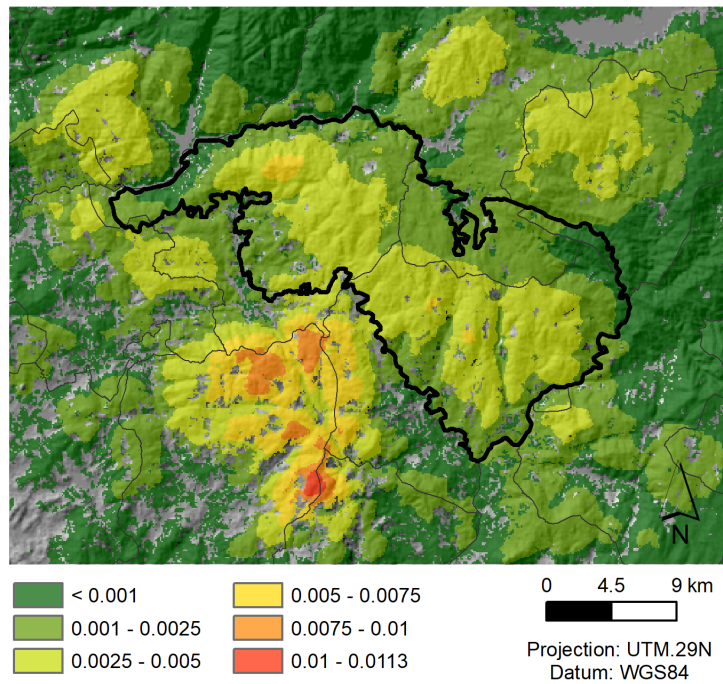 N
< 0.001
0.001 - 0.0025
0.0025 - 0.005
0.005 - 0.0075
0.0075 - 0.01
0.01 - 0.0113
0 4.5 9 km
Projection: UTM.29N
Datum: WGS84